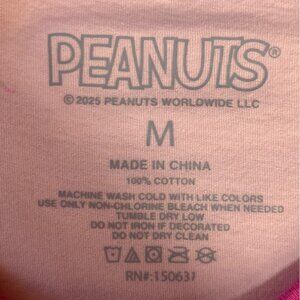 PEANUTS®
© 2025 PEANUTS WORLDWIDE LLC
M
MADE IN CHINA
100% COTTON
MACHINE WASH COLD WITH LIKE COLORS
USE ONLY NON-CHLORINE BLEACH WHEN NEEDED
TUMBLE DRY LOW
DO NOT IRON IF DECORATED
DO NOT DRY CLEAN
RN#:150631